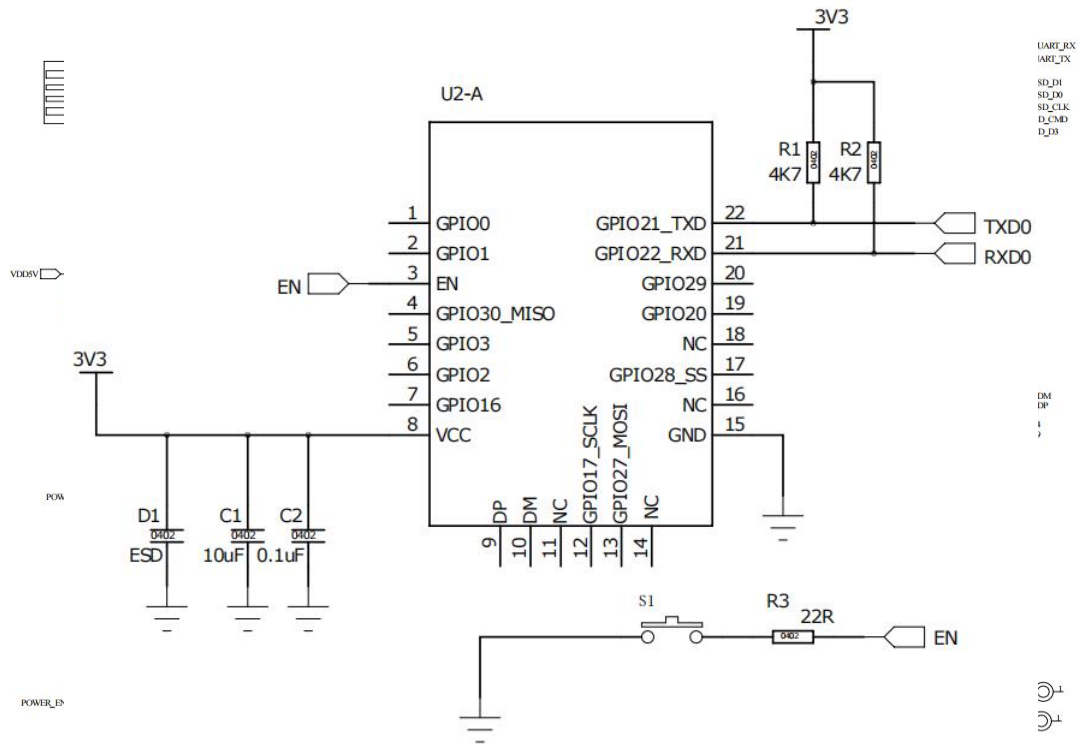 3V3
UART_RX
UART_TX
SD_D1
SD_D0
SD_CLK
D_CMD
D_D3
U2-A
R1
4K7
0402
R2
4K7
0402
1 GPIO0
2 GPIO1
3 EN
4 GPIO30_MISO
5 GPIO3
6 GPIO2
7 GPIO16
8 VCC
GPIO21_TXD 22
GPIO22_RXD 21
GPIO29 20
GPIO20 19
NC 18
GPIO28_SS 17
NC 16
GND 15
TXD0
RXD0
VDD5V
EN
3V3
DM
DP
DP 9
DM 10
NC 11
GPIO17_SCLK 12
GPIO27_MOSI 13
NC 14
POW
D1
0402
ESD
C1
0402
10uF
C2
0402
0.1uF
S1
R3
22R
0402
EN
POWER_EN